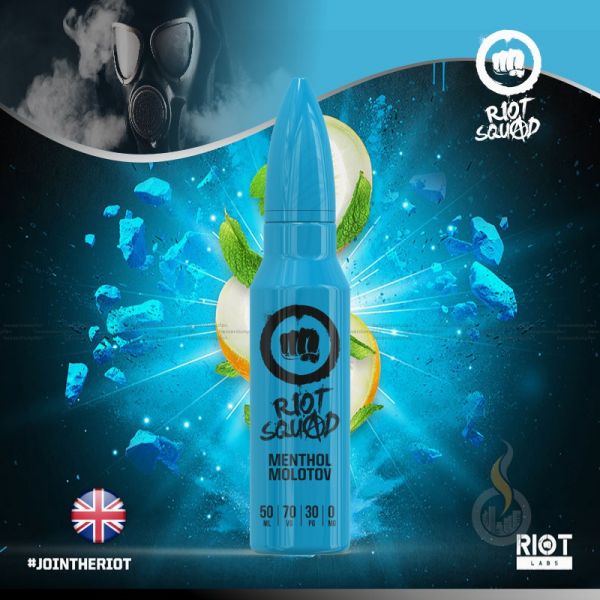 RIOT
SQUAD
RIOT
SQUAD
MENTHOL
MOLOTOV
50 | 70 | 30 | 0
ML VG PG MG
#JOINTHERIOT
RIOT
LABS